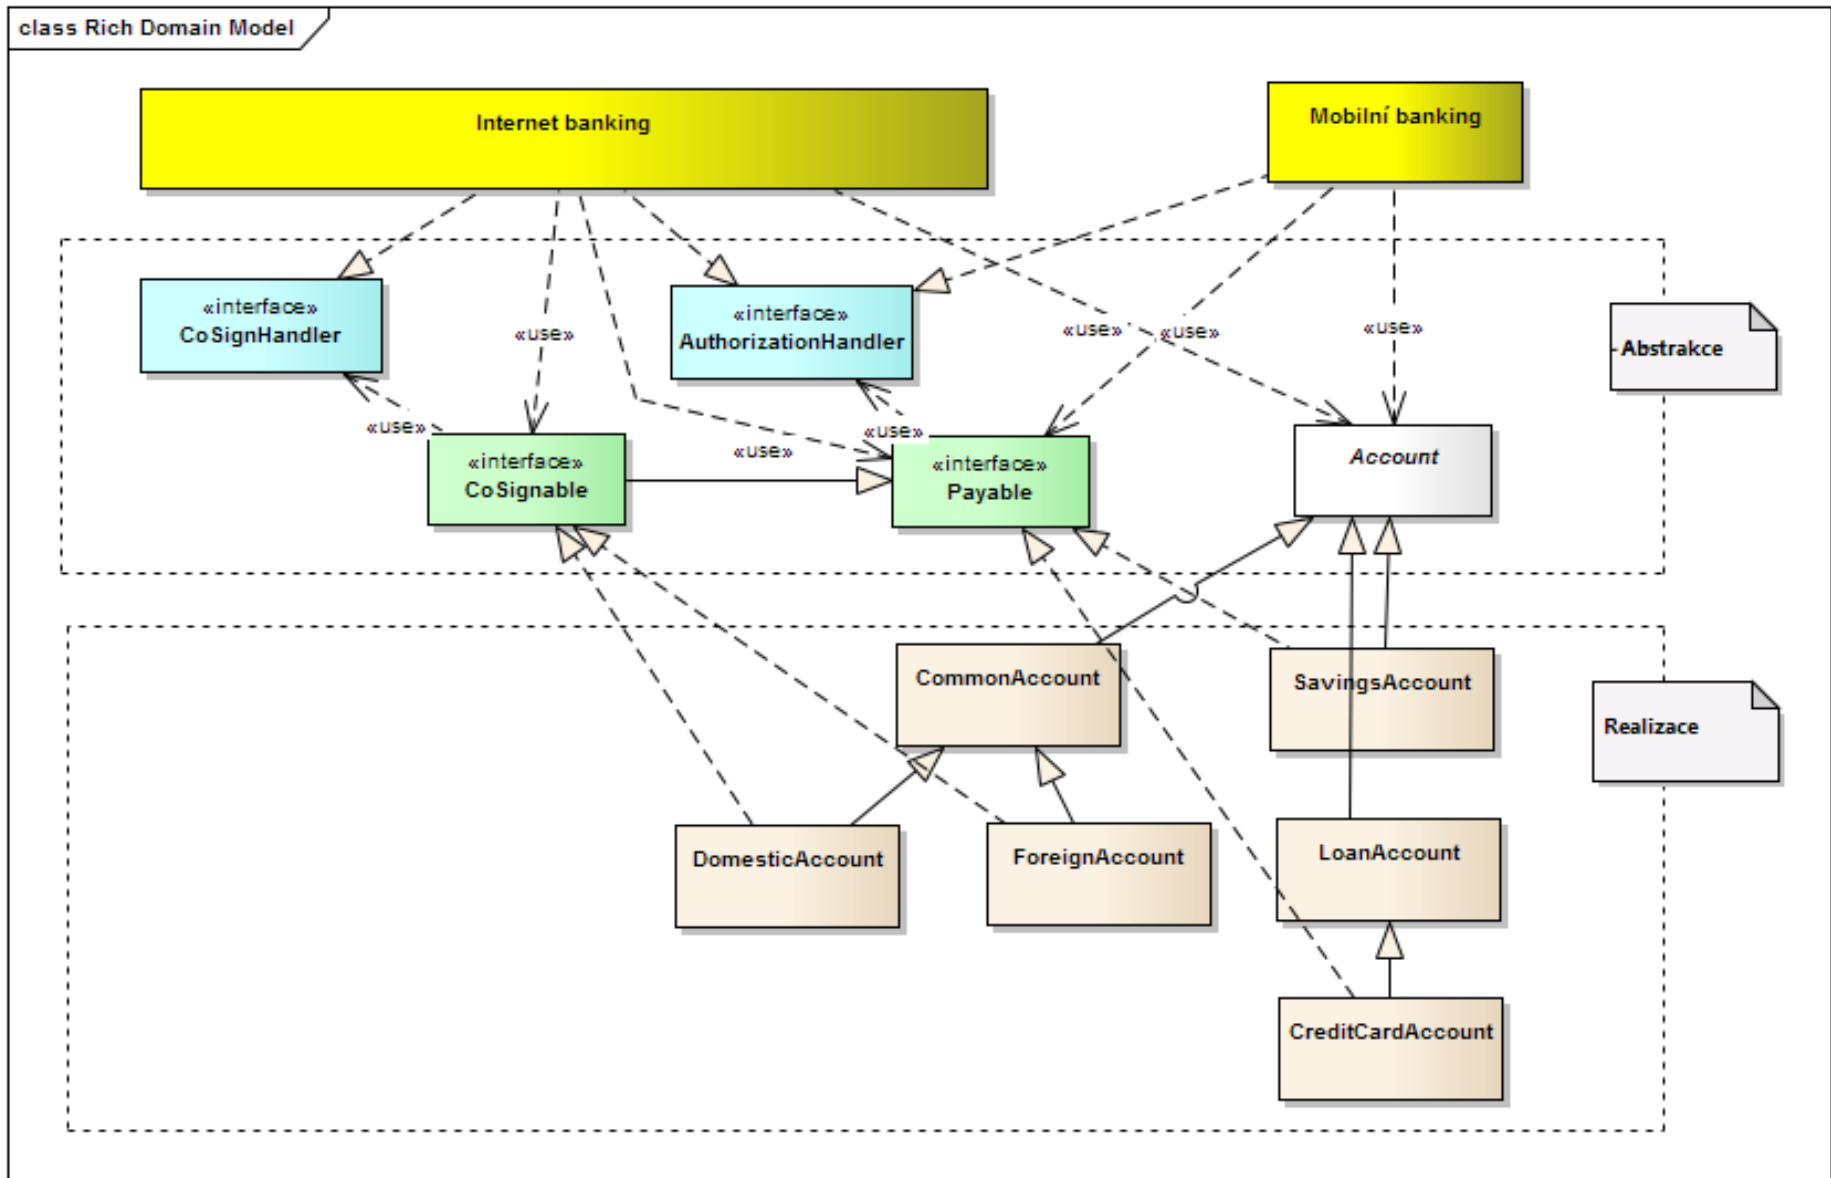 class Rich Domain Model
Internet banking
Mobilní banking
«interface»
CoSignHandler
«interface»
AuthorizationHandler
«use»
«use»
«use»
«use»
Abstrakce
«use»
«use»
«use»
«interface»
CoSignable
«interface»
Payable
Account
CommonAccount
SavingsAccount
Realizace
DomesticAccount
ForeignAccount
LoanAccount
CreditCardAccount